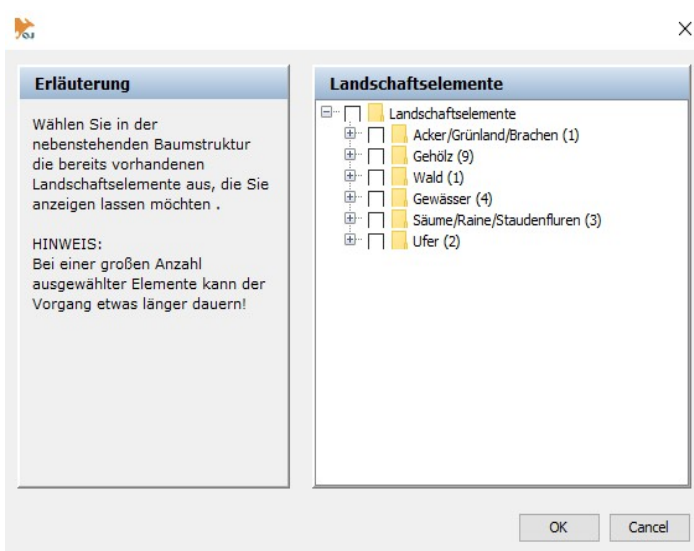 OJ
Erläuterung
Wählen Sie in der
nebenstehenden Baumstruktur
die bereits vorhandenen
Landschaftselemente aus, die Sie
anzeigen lassen möchten .
HINWEIS:
Bei einer großen Anzahl
ausgewählter Elemente kann der
Vorgang etwas länger dauern!
Landschaftselemente
Landschaftselemente
Acker/Grünland/Brachen (1)
Gehölz (9)
Wald (1)
Gewässer (4)
Säume/Raine/Staudenfluren (3)
Ufer (2)
OK
Cancel